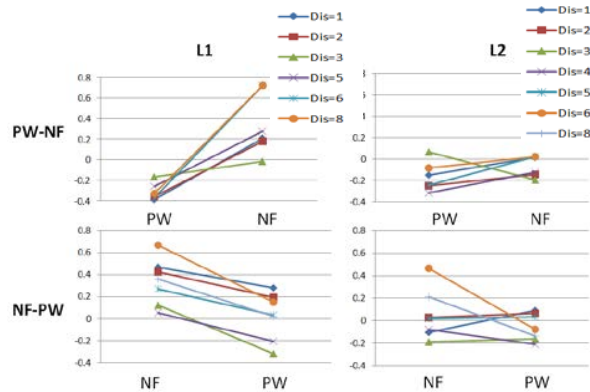 L1
Dis=1
Dis=2
Dis=3
Dis=5
Dis=6
Dis=8
PW-NF
0.8
0.6
0.4
0.2
0
-0.2
-0.4
PW
NF
L2
Dis=1
Dis=2
Dis=3
Dis=4
Dis=5
Dis=6
Dis=8
0
-0.2
-0.4
PW
NF
NF-PW
0.8
0.6
0.4
0.2
0
-0.2
-0.4
NF
PW
0.8
0.6
0.4
0.2
0
-0.2
-0.4
NF
PW